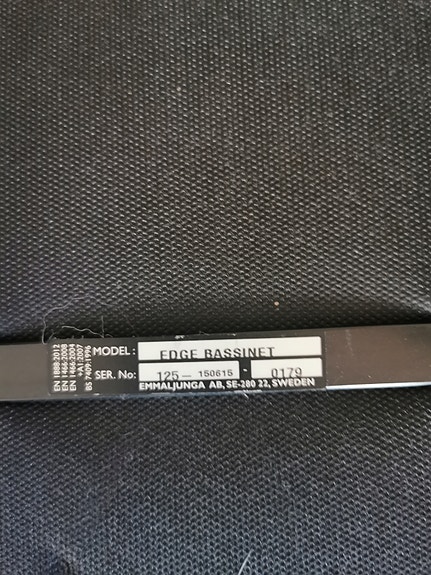 EN 1888:2012
EN 1466:2008
EN 1466:2004
+A1:2007
BS 7409:1996
MODEL: EDGE BASSINET
SER. No: 125- 150615 - 0179
EMMALJUNGA AB, SE-280 22, SWEDEN